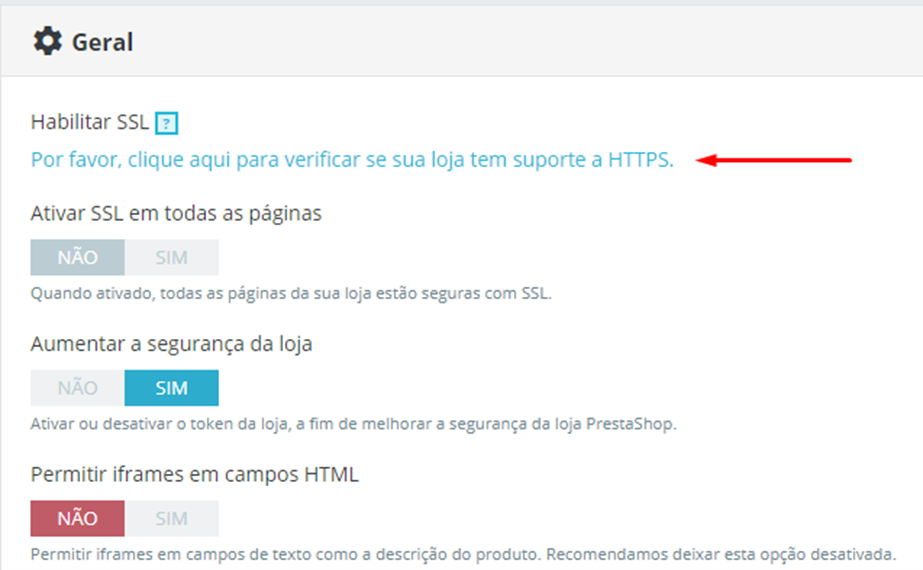 Geral
Habilitar SSL ?
Por favor, clique aqui para verificar se sua loja tem suporte a HTTPS.
Ativar SSL em todas as páginas
NÃO SIM
Quando ativado, todas as páginas da sua loja estão seguras com SSL.
Aumentar a segurança da loja
NÃO SIM
Ativar ou desativar o token da loja, a fim de melhorar a segurança da loja PrestaShop.
Permitir iframes em campos HTML
NÃO SIM
Permitir iframes em campos de texto como a descrição do produto. Recomendamos deixar esta opção desativada.